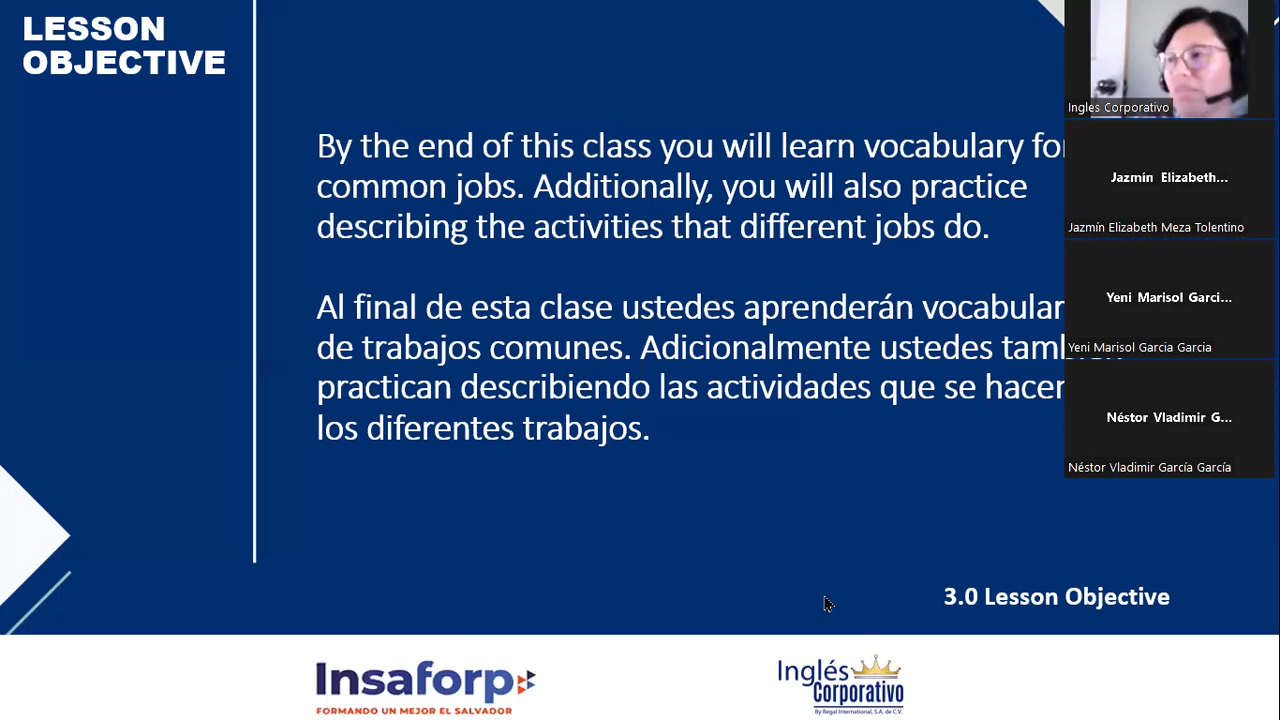 LESSON
OBJECTIVE
By the end of this class you will learn vocabulary for
common jobs. Additionally, you will also practice
describing the activities that different jobs do.
Al final de esta clase ustedes aprenderán vocabular
de trabajos comunes. Adicionalmente ustedes también
practican describiendo las actividades que se hacen
los diferentes trabajos.
3.0 Lesson Objective
Insaforp
FORMANDO UN MEJOR EL SALVADOR
Inglés
Corporativo
By Regal International, S.A. de C.V.
Ingles Corporativo
Jazmín Elizabeth...
Jazmín Elizabeth Meza Tolentino
Yeni Marisol Garci...
Yeni Marisol Garcia Garcia
Néstor Vladimir G...
Néstor Vladimir García García